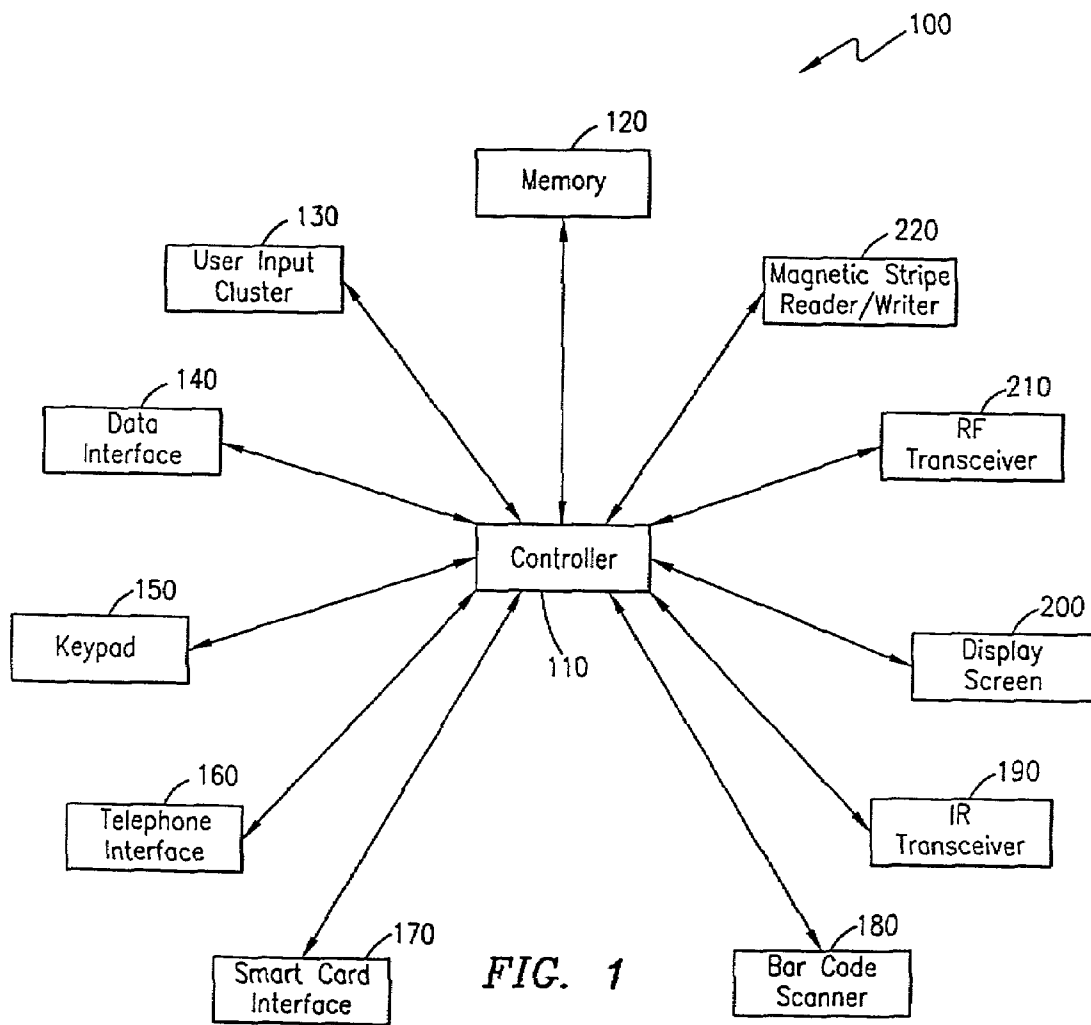 100
120
Memory
130
User Input
Cluster
220
Magnetic Stripe
Reader/Writer
140
Data
Interface
210
RF
Transceiver
Controller
110
150
Keypad
200
Display
Screen
160
Telephone
Interface
190
IR
Transceiver
170
Smart Card
Interface
FIG. 1
180
Bar Code
Scanner